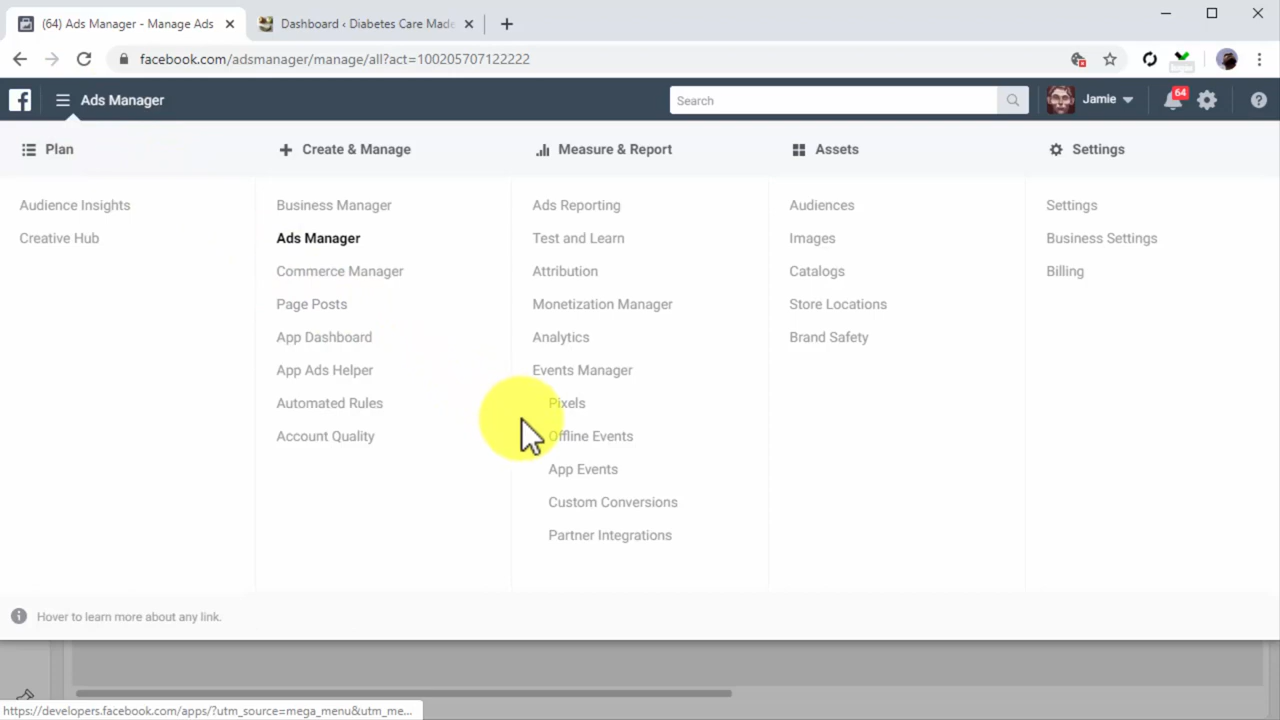 (64) Ads Manager - Manage Ads
Dashboard ‹ Diabetes Care Made
facebook.com/adsmanager/manage/all?act=100205707122222
Ads Manager
Search
Jamie
64
Plan
Create & Manage
Measure & Report
Assets
Settings
Audience Insights
Creative Hub
Business Manager
Ads Manager
Commerce Manager
Page Posts
App Dashboard
App Ads Helper
Automated Rules
Account Quality
Ads Reporting
Test and Learn
Attribution
Monetization Manager
Analytics
Events Manager
Pixels
Offline Events
App Events
Custom Conversions
Partner Integrations
Audiences
Images
Catalogs
Store Locations
Brand Safety
Settings
Business Settings
Billing
Hover to learn more about any link.
https://developers.facebook.com/apps/?utm_source=mega_menu&utm_me...